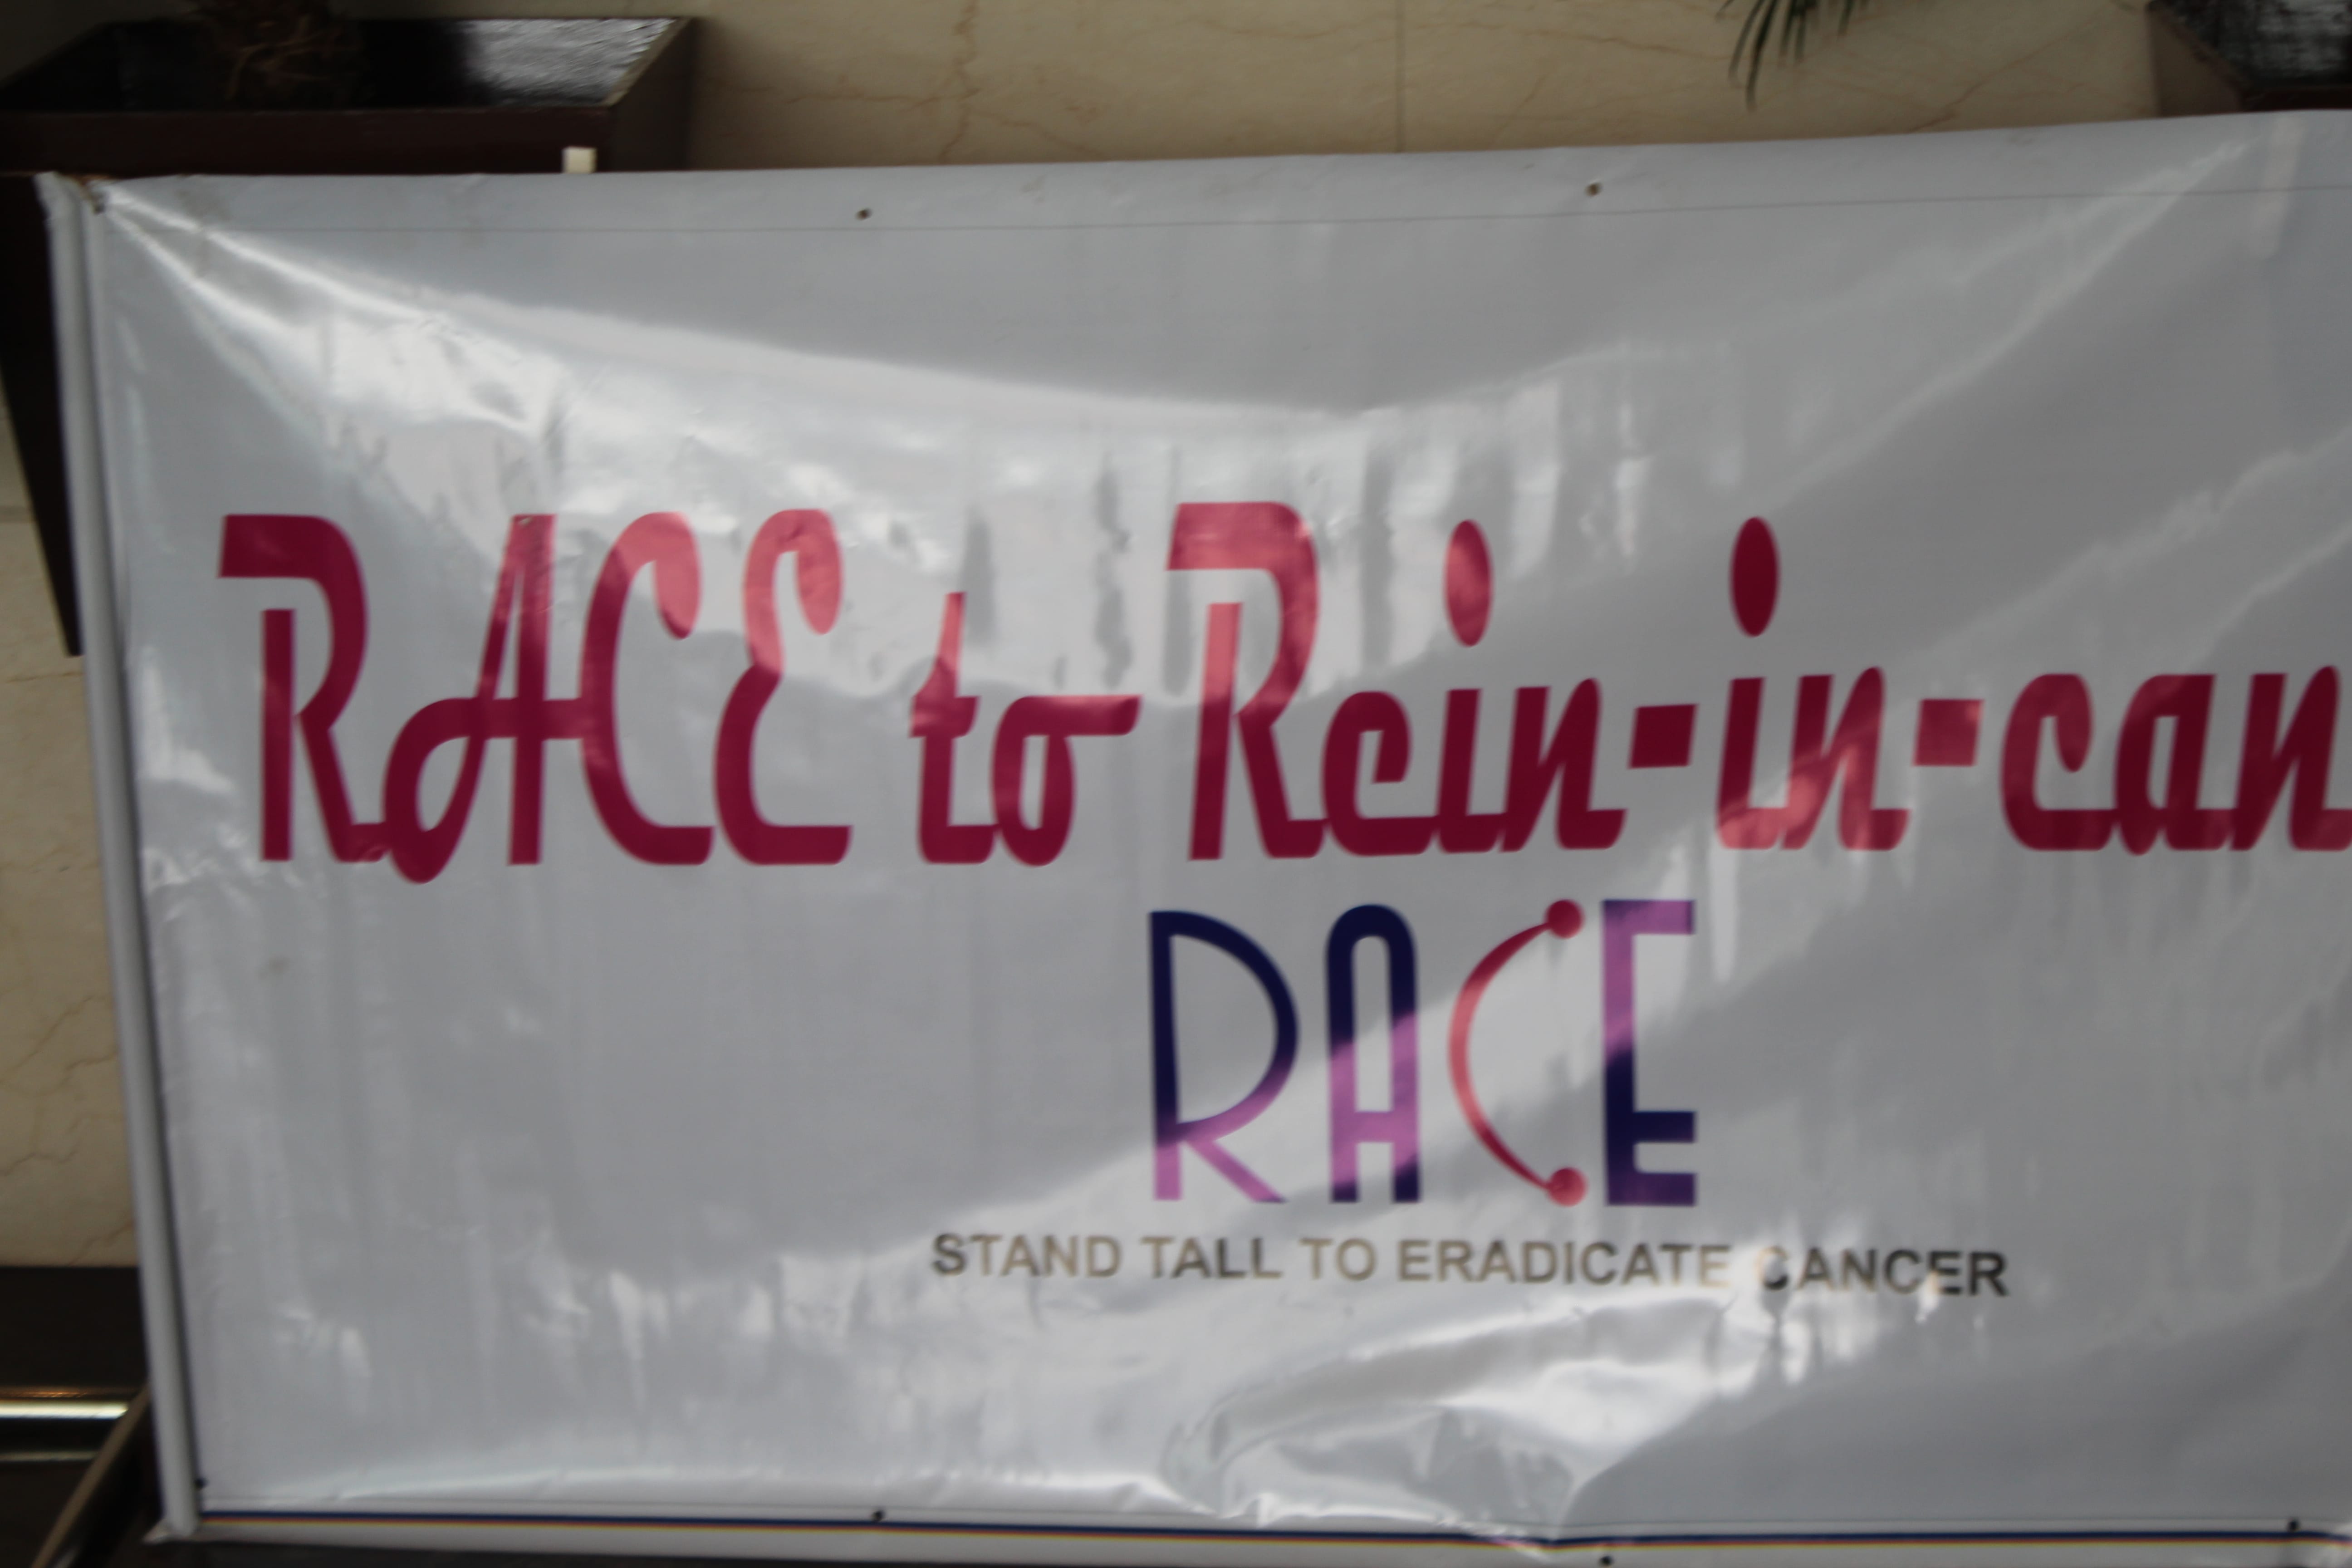 RACE to Rein-in-can
RACE
STAND TALL TO ERADICATE CANCER